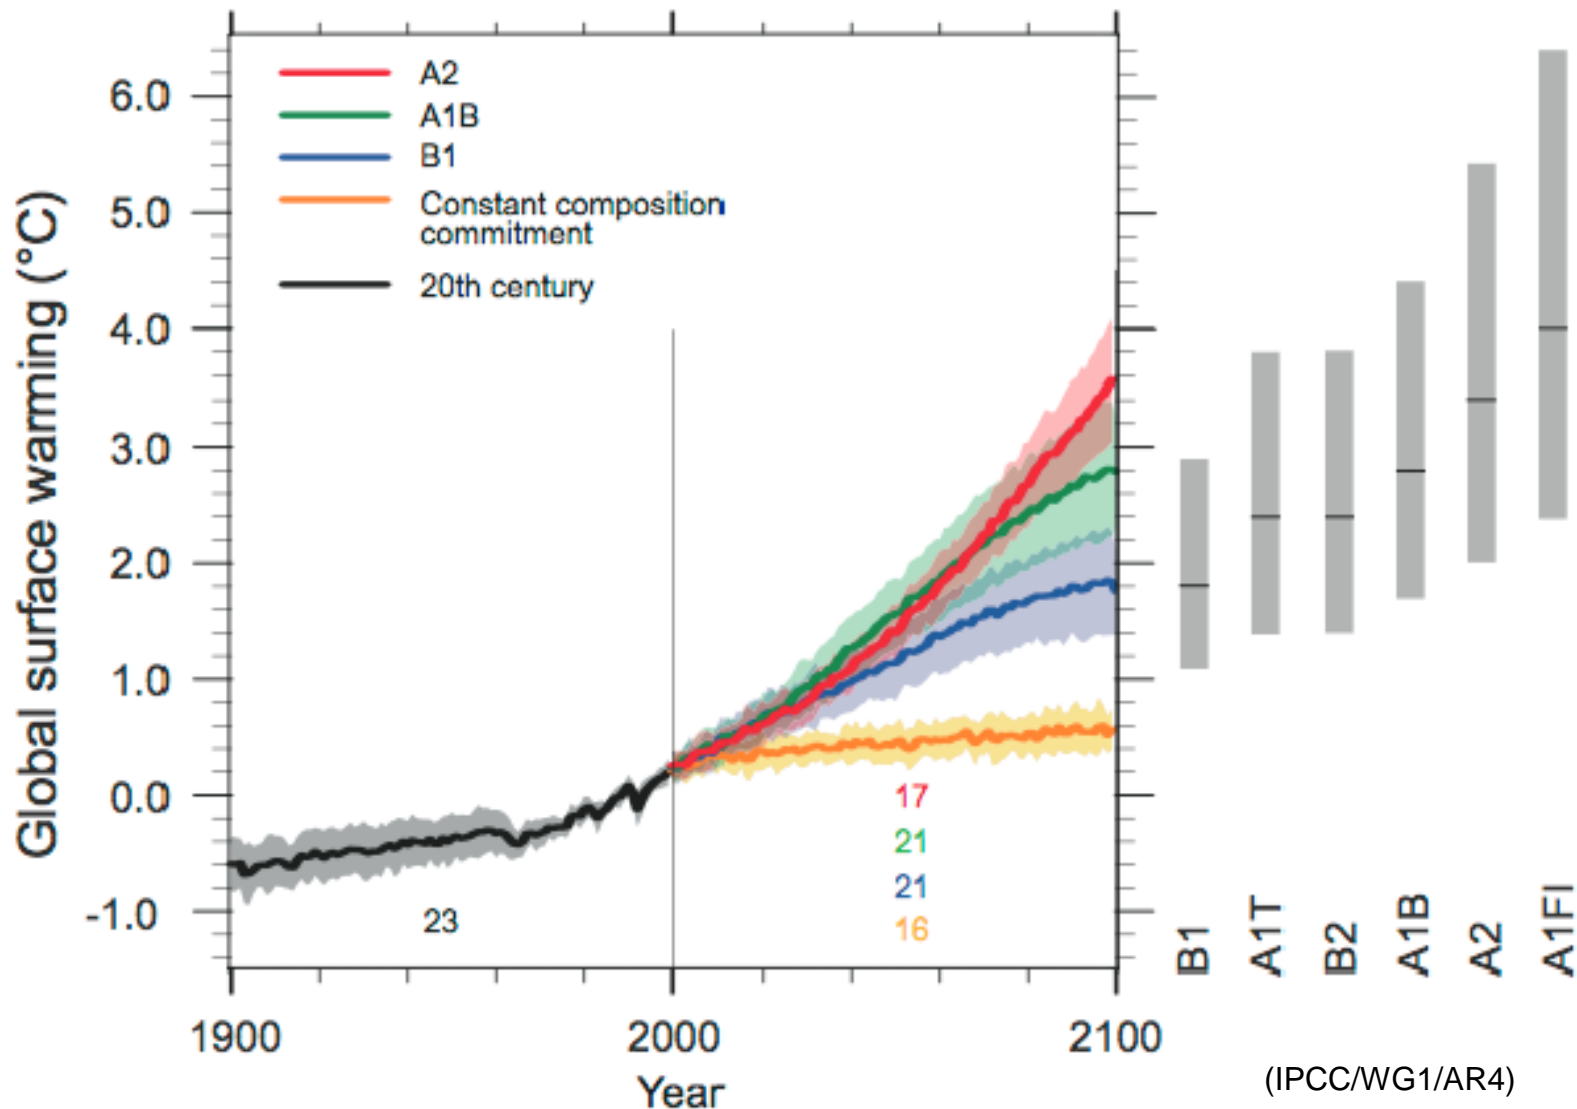 A2
A1B
B1
Constant composition
commitment
20th century
Global surface warming (°C)
6.0
5.0
4.0
3.0
2.0
1.0
0.0
-1.0
17
21
21
16
23
1900
2000
2100
Year
B1
A1T
B2
A1B
A2
A1FI
(IPCC/WG1/AR4)